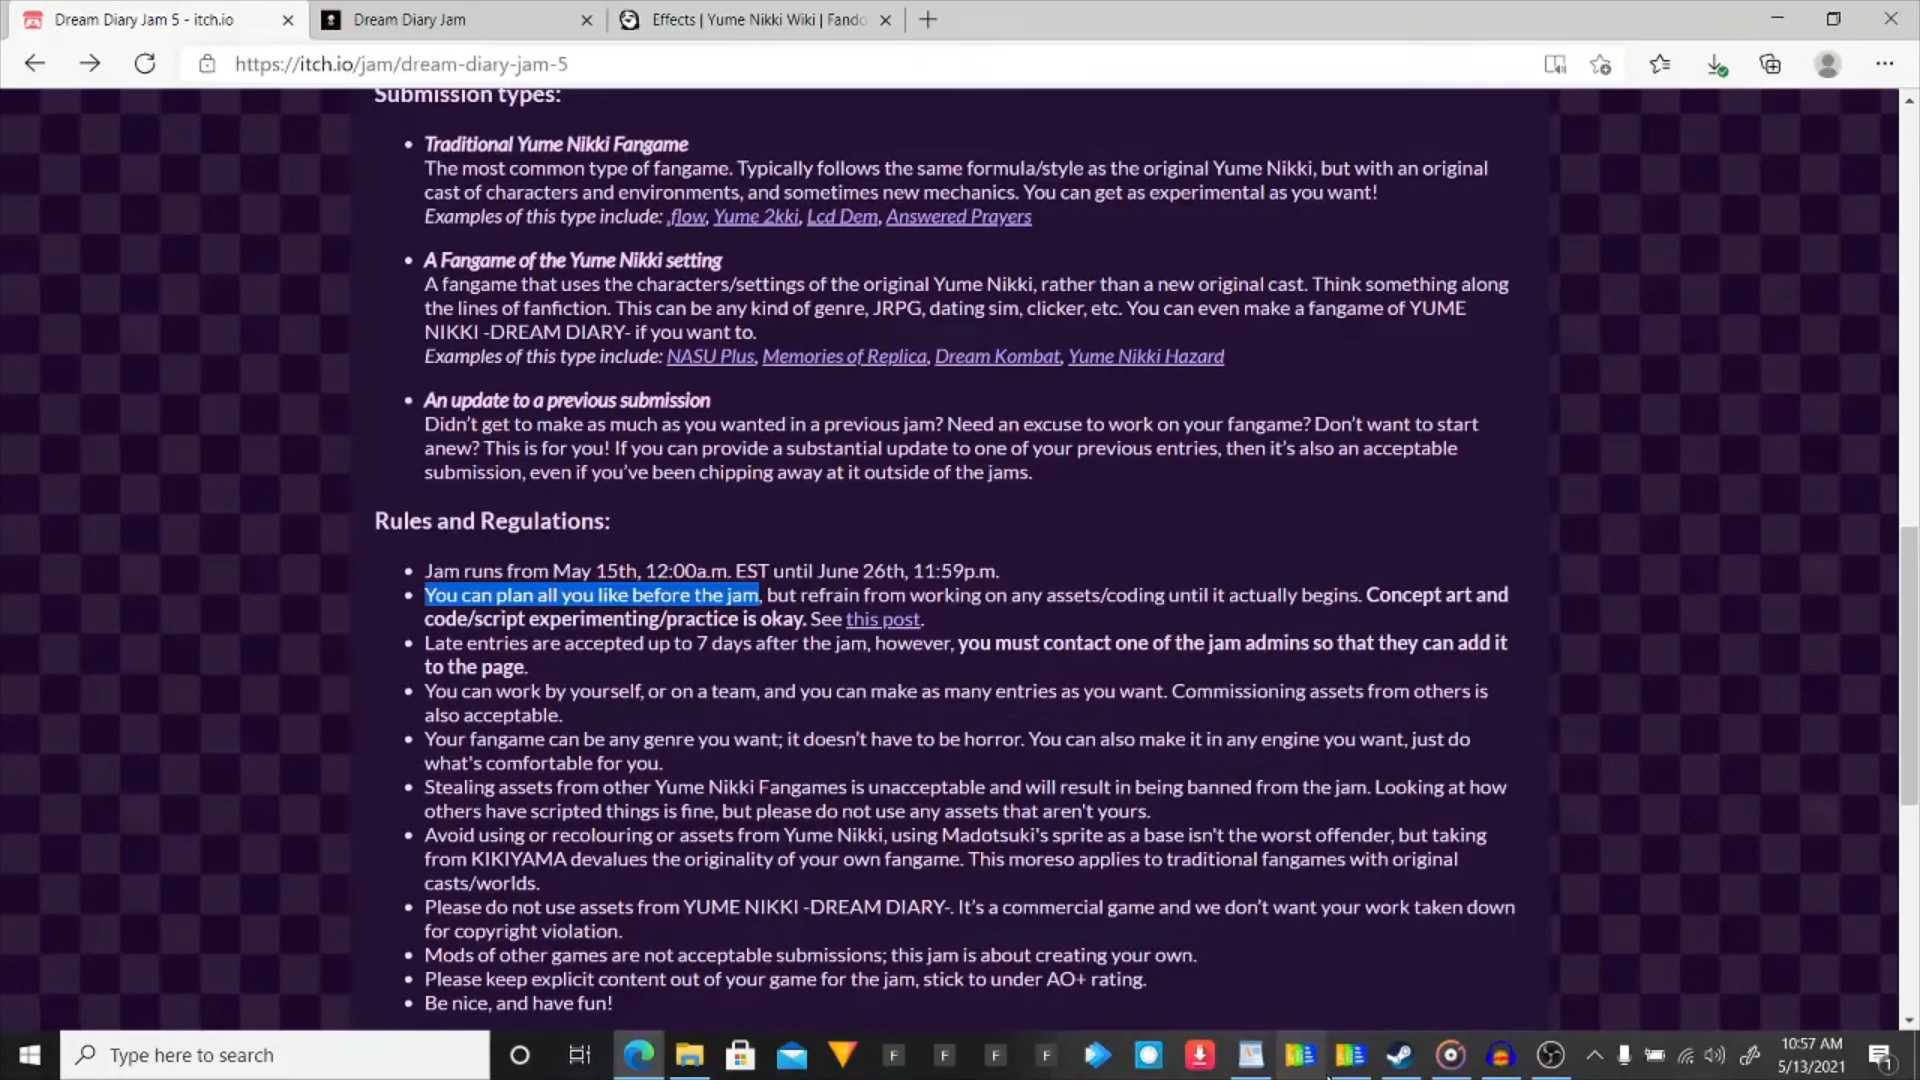 Dream Diary Jam 5 - itch.io
Dream Diary Jam
Effects | Yume Nikki Wiki | Fando
https://itch.io/jam/dream-diary-jam-5
Submission types:
Traditional Yume Nikki Fangame
The most common type of fangame. Typically follows the same formula/style as the original Yume Nikki, but with an original
cast of characters and environments, and sometimes new mechanics. You can get as experimental as you want!
Examples of this type include: .flow, Yume 2kki, Lcd Dem, Answered Prayers
A Fangame of the Yume Nikki setting
A fangame that uses the characters/settings of the original Yume Nikki, rather than a new original cast. Think something along
the lines of fanfiction. This can be any kind of genre, JRPG, dating sim, clicker, etc. You can even make a fangame of YUME
NIKKI -DREAM DIARY- if you want to.
Examples of this type include: NASU Plus, Memories of Replica, Dream Kombat, Yume Nikki Hazard
An update to a previous submission
Didn't get to make as much as you wanted in a previous jam? Need an excuse to work on your fangame? Don't want to start
anew? This is for you! If you can provide a substantial update to one of your previous entries, then it's also an acceptable
submission, even if you've been chipping away at it outside of the jams.
Rules and Regulations:
Jam runs from May 15th, 12:00a.m. EST until June 26th, 11:59p.m.
You can plan all you like before the jam, but refrain from working on any assets/coding until it actually begins. Concept art and
code/script experimenting/practice is okay. See this post.
Late entries are accepted up to 7 days after the jam, however, you must contact one of the jam admins so that they can add it
to the page.
You can work by yourself, or on a team, and you can make as many entries as you want. Commissioning assets from others is
also acceptable.
Your fangame can be any genre you want; it doesn't have to be horror. You can also make it in any engine you want, just do
what's comfortable for you.
Stealing assets from other Yume Nikki Fangames is unacceptable and will result in being banned from the jam. Looking at how
others have scripted things is fine, but please do not use any assets that aren't yours.
Avoid using or recolouring or assets from Yume Nikki, using Madotsuki's sprite as a base isn't the worst offender, but taking
from KIKIYAMA devalues the originality of your own fangame. This moreso applies to traditional fangames with original
casts/worlds.
Please do not use assets from YUME NIKKI -DREAM DIARY-. It's a commercial game and we don't want your work taken down
for copyright violation.
Mods of other games are not acceptable submissions; this jam is about creating your own.
Please keep explicit content out of your game for the jam, stick to under AO+ rating.
Be nice, and have fun!
Type here to search
F
F
F
F
10:57 AM
5/13/2021
1